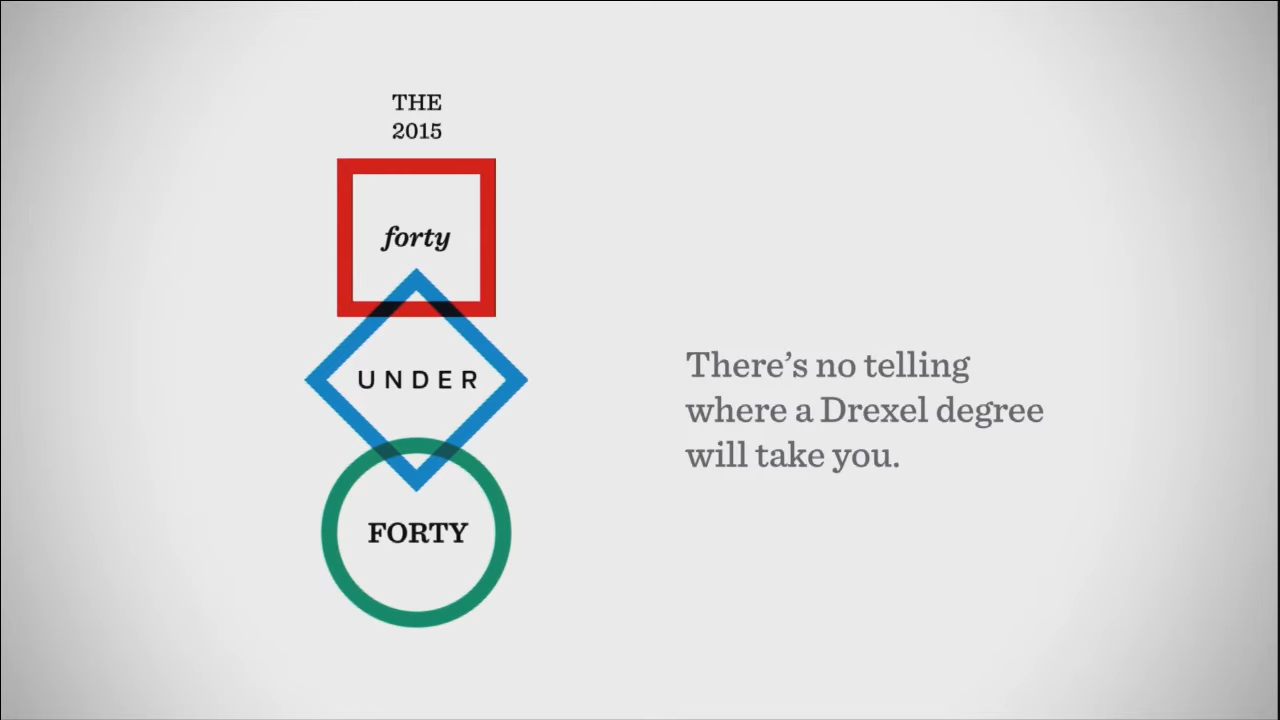 THE
2015
forty
UNDER
FORTY
There's no telling
where a Drexel degree
will take you.